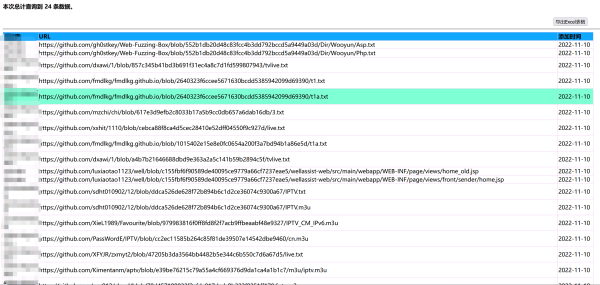 本次总计查询到 24 条数据。
导出Excel表格
URL 添加时间
https://github.com/gh0stkey/Web-Fuzzing-Box/blob/552b1db20d48c83fcc4b3dd792bccd5a9449a03d/Dir/Wooyun/Asp.txt 2022-11-10
https://github.com/gh0stkey/Web-Fuzzing-Box/blob/552b1db20d48c83fcc4b3dd792bccd5a9449a03d/Dir/Wooyun/Php.txt 2022-11-10
https://github.com/dxawi/1/blob/857c345b41bd3b691f31ec4a8c7d1fd599807943/tvlive.txt 2022-11-10
https://github.com/fmdlkg/fmdlkg.github.io/blob/2640323f6ccee5671630bcdd5385942099d69390/t1.txt 2022-11-10
https://github.com/fmdlkg/fmdlkg.github.io/blob/2640323f6ccee5671630bcdd5385942099d69390/t1a.txt 2022-11-10
https://github.com/mzchi/chi/blob/617e3d9efb2c8033b17a5b9cc0db657a6dab16db/3.txt 2022-11-10
https://github.com/xxhit/1110/blob/cebca88f8ca4d5cec28410e52dff04550f9c927d/live.txt 2022-11-10
https://github.com/fmdlkg/fmdlkg.github.io/blob/1015402e15e8e0fc0654a200f3a7bd94b1a86e5d/t1a.txt 2022-11-10
https://github.com/dxawi/1/blob/a4b7b21646688dbd9e363a2a5c141b59b2894c5f/tvlive.txt 2022-11-10
https://github.com/luxiaotao1123/well/blob/c155fbf6f90589de40095ce9779a66cf7237eae5/wellassist-web/src/main/webapp/WEB-INF/page/views/home_old.jsp 2022-11-10
https://github.com/luxiaotao1123/well/blob/c155fbf6f90589de40095ce9779a66cf7237eae5/wellassist-web/src/main/webapp/WEB-INF/page/views/front/sender/home.jsp 2022-11-10
https://github.com/sdht010902/12/blob/ddca526de628f72b894b6c1d2ce36074c9300a67/IPTV.txt 2022-11-10
https://github.com/sdht010902/12/blob/ddca526de628f72b894b6c1d2ce26074c9300a67/IPTV.m3u 2022-11-10
https://github.com/XieL1989/Favourite/blob/979983816f0ff8fd8f2f7acb9ffbeaabf48e9327/IPTV_CM_IPv6.m3u 2022-11-10
https://github.com/PassWordE/IPTV/blob/cc2ec11585b264c85f81de39507e14542dbe9460/cn.m3u 2022-11-10
https://github.com/XFYJR/zxmyt2/blob/47205b3da3564bb4482b5e344c6b550c7d6a67d5/live.txt 2022-11-10
https://github.com/Kimentanm/aptv/blob/e39be76215c79a55a4cf669376d9da1ca4a1b1c7/m3u/iptv.m3u 2022-11-10